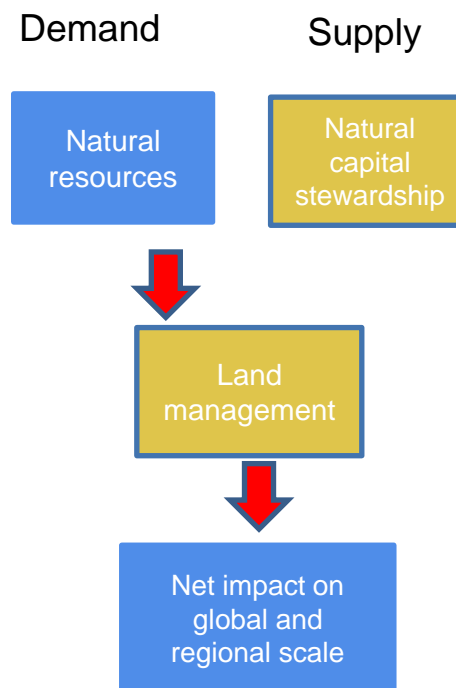 Demand
Supply
Natural
resources
Natural
capital
stewardship
Land
management
Net impact on
global and
regional scale